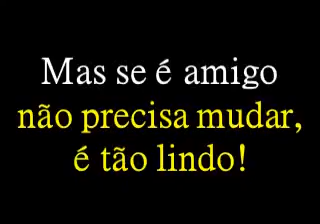 Mas se é amigo
não precisa mudar,
é tão lindo!